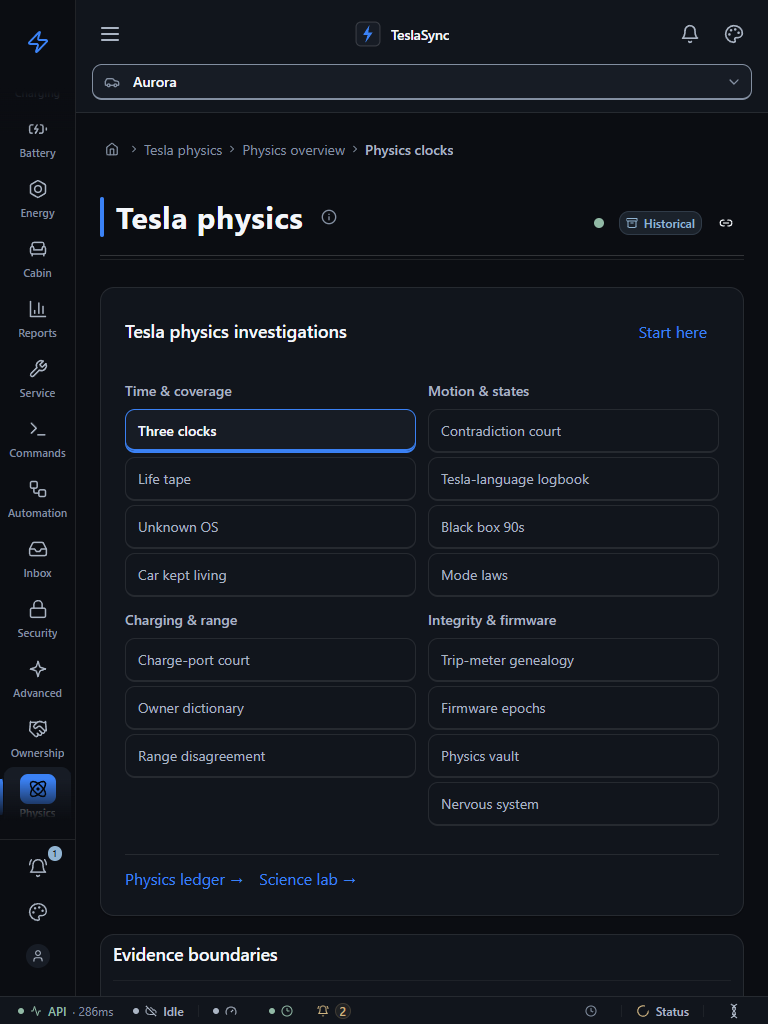 TeslaSync
Aurora
Charging
Battery
Energy
Cabin
Reports
Service
Commands
Automation
Inbox
Security
Advanced
Ownership
Physics
1
Tesla physics > Physics overview > Physics clocks
Tesla physics
Historical
Tesla physics investigations
Start here
Time & coverage
Three clocks
Life tape
Unknown OS
Car kept living
Motion & states
Contradiction court
Tesla-language logbook
Black box 90s
Mode laws
Charging & range
Charge-port court
Owner dictionary
Range disagreement
Integrity & firmware
Trip-meter genealogy
Firmware epochs
Physics vault
Nervous system
Physics ledger → Science lab →
Evidence boundaries
API · 286ms Idle 2 Status